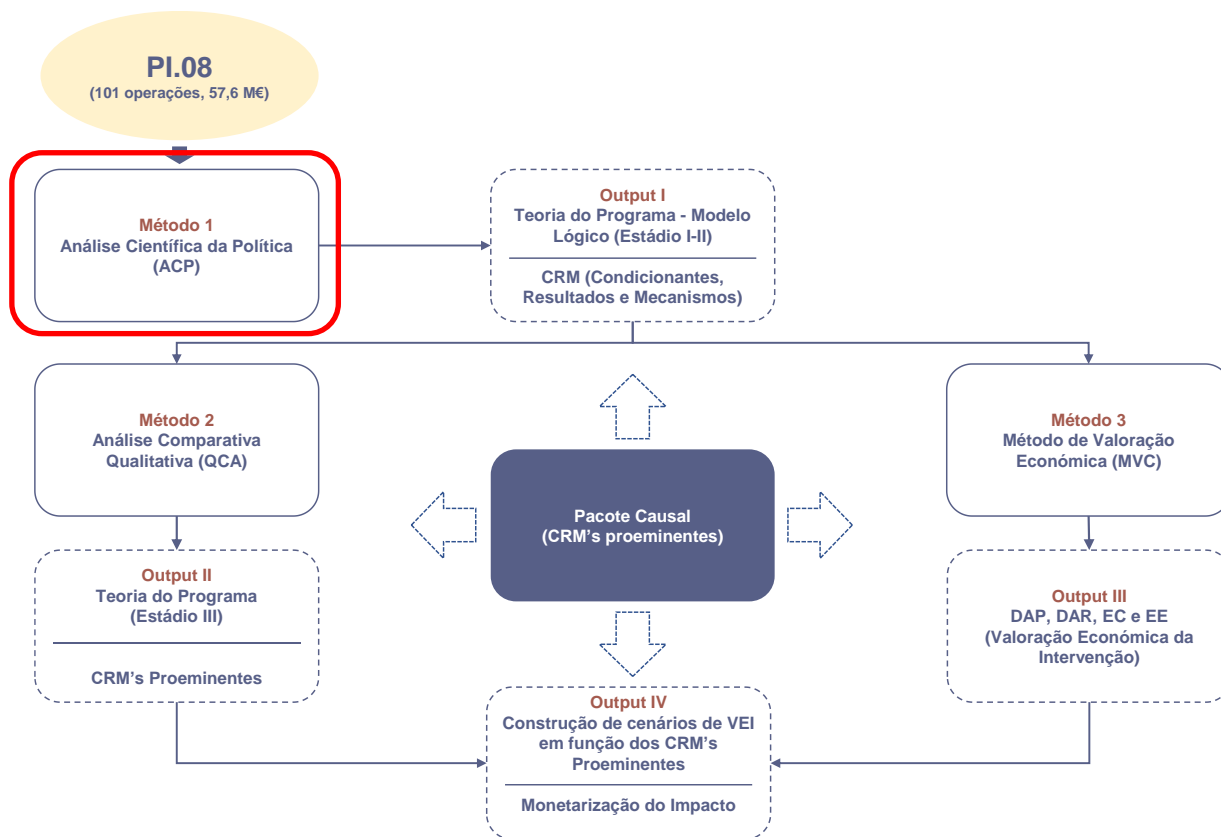 PI.08
(101 operações, 57,6 M€)
Método 1
Análise Científica da Política
(ACP)
Output I
Teoria do Programa - Modelo
Lógico (Estádio I-II)
CRM (Condicionantes,
Resultados e Mecanismos)
Método 2
Análise Comparativa
Qualitativa (QCA)
Pacote Causal
(CRM’s proeminentes)
Método 3
Método de Valoração
Económica (MVC)
Output II
Teoria do Programa
(Estádio III)
CRM’s Proeminentes
Output III
DAP, DAR, EC e EE
(Valoração Económica da
Intervenção)
Output IV
Construção de cenários de VEI
em função dos CRM’s
Proeminentes
Monetarização do Impacto